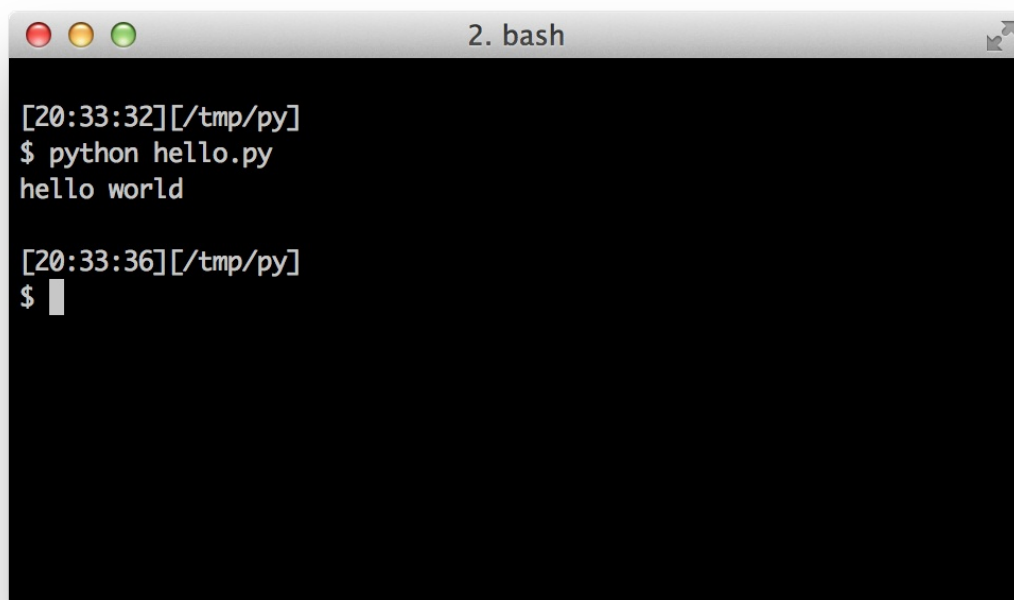 2. bash
[20:33:32][/tmp/py]
$ python hello.py
hello world
[20:33:36][/tmp/py]
$